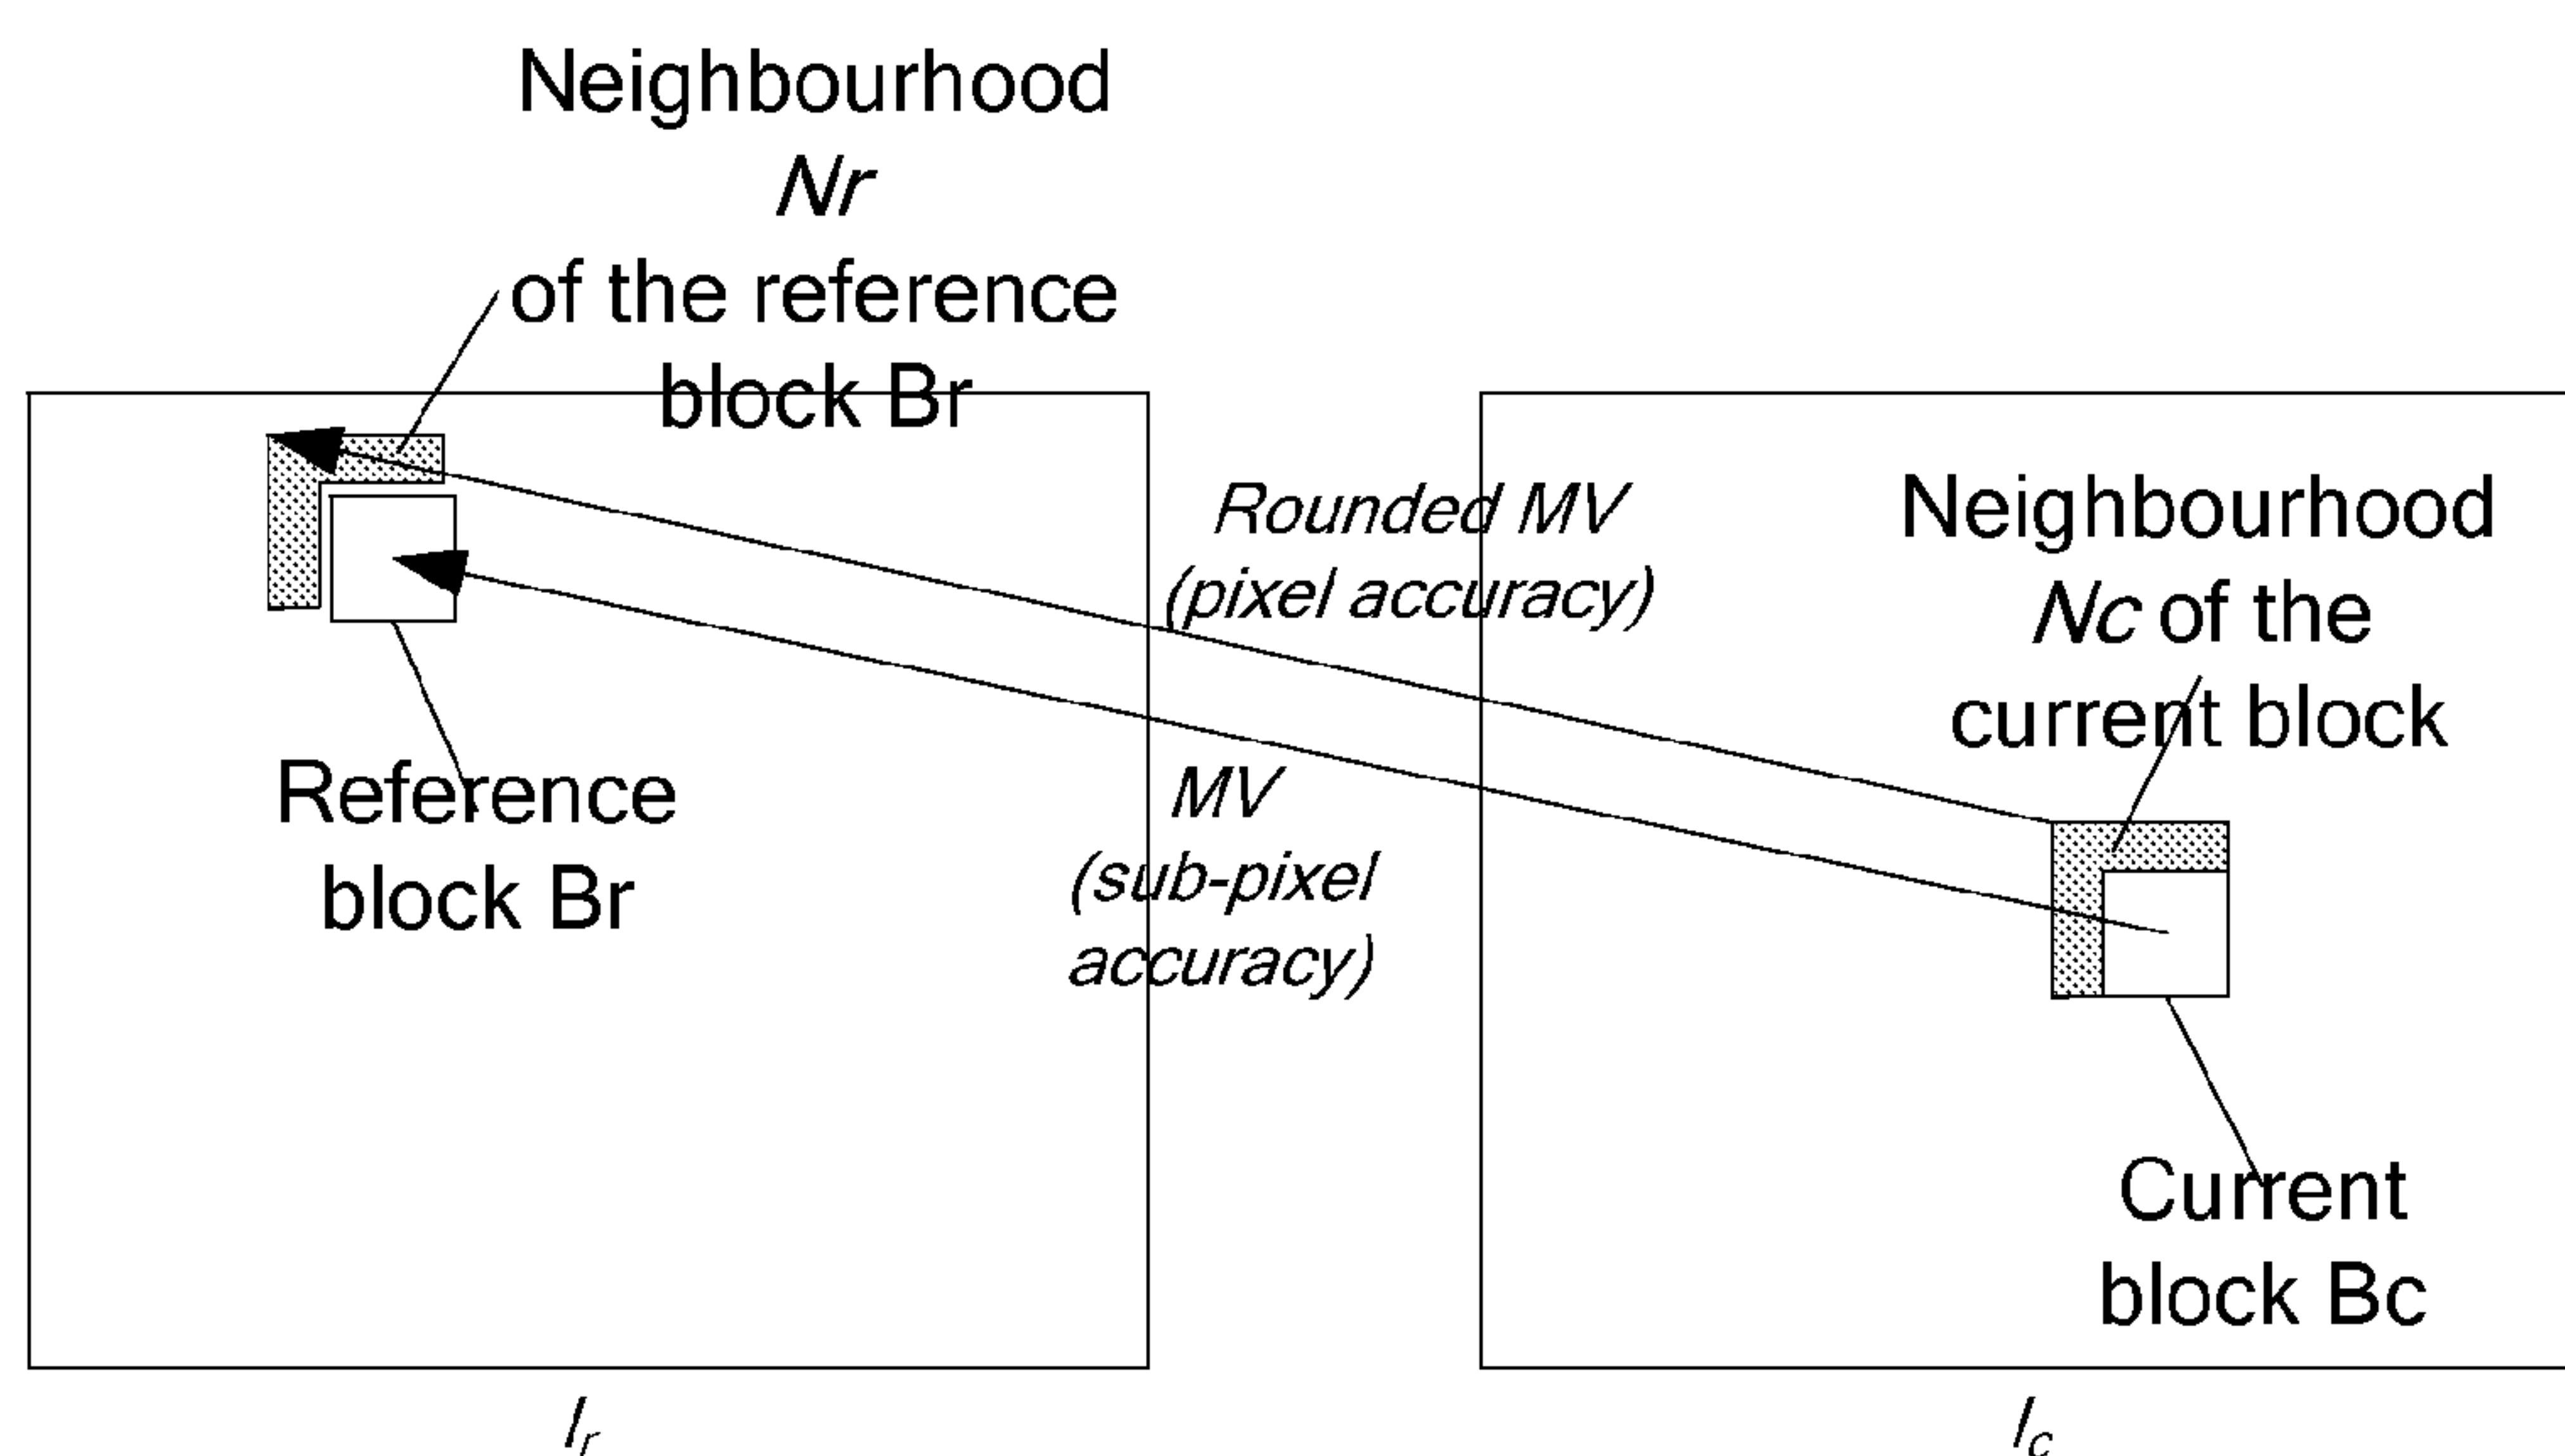 Neighbourhood
Nr
of the reference
block Br
Rounded MV
(pixel accuracy)
Neighbourhood
Nc of the
current block
Reference
block Br
MV
(sub-pixel
accuracy)
Current
block Bc
Ir
Ic